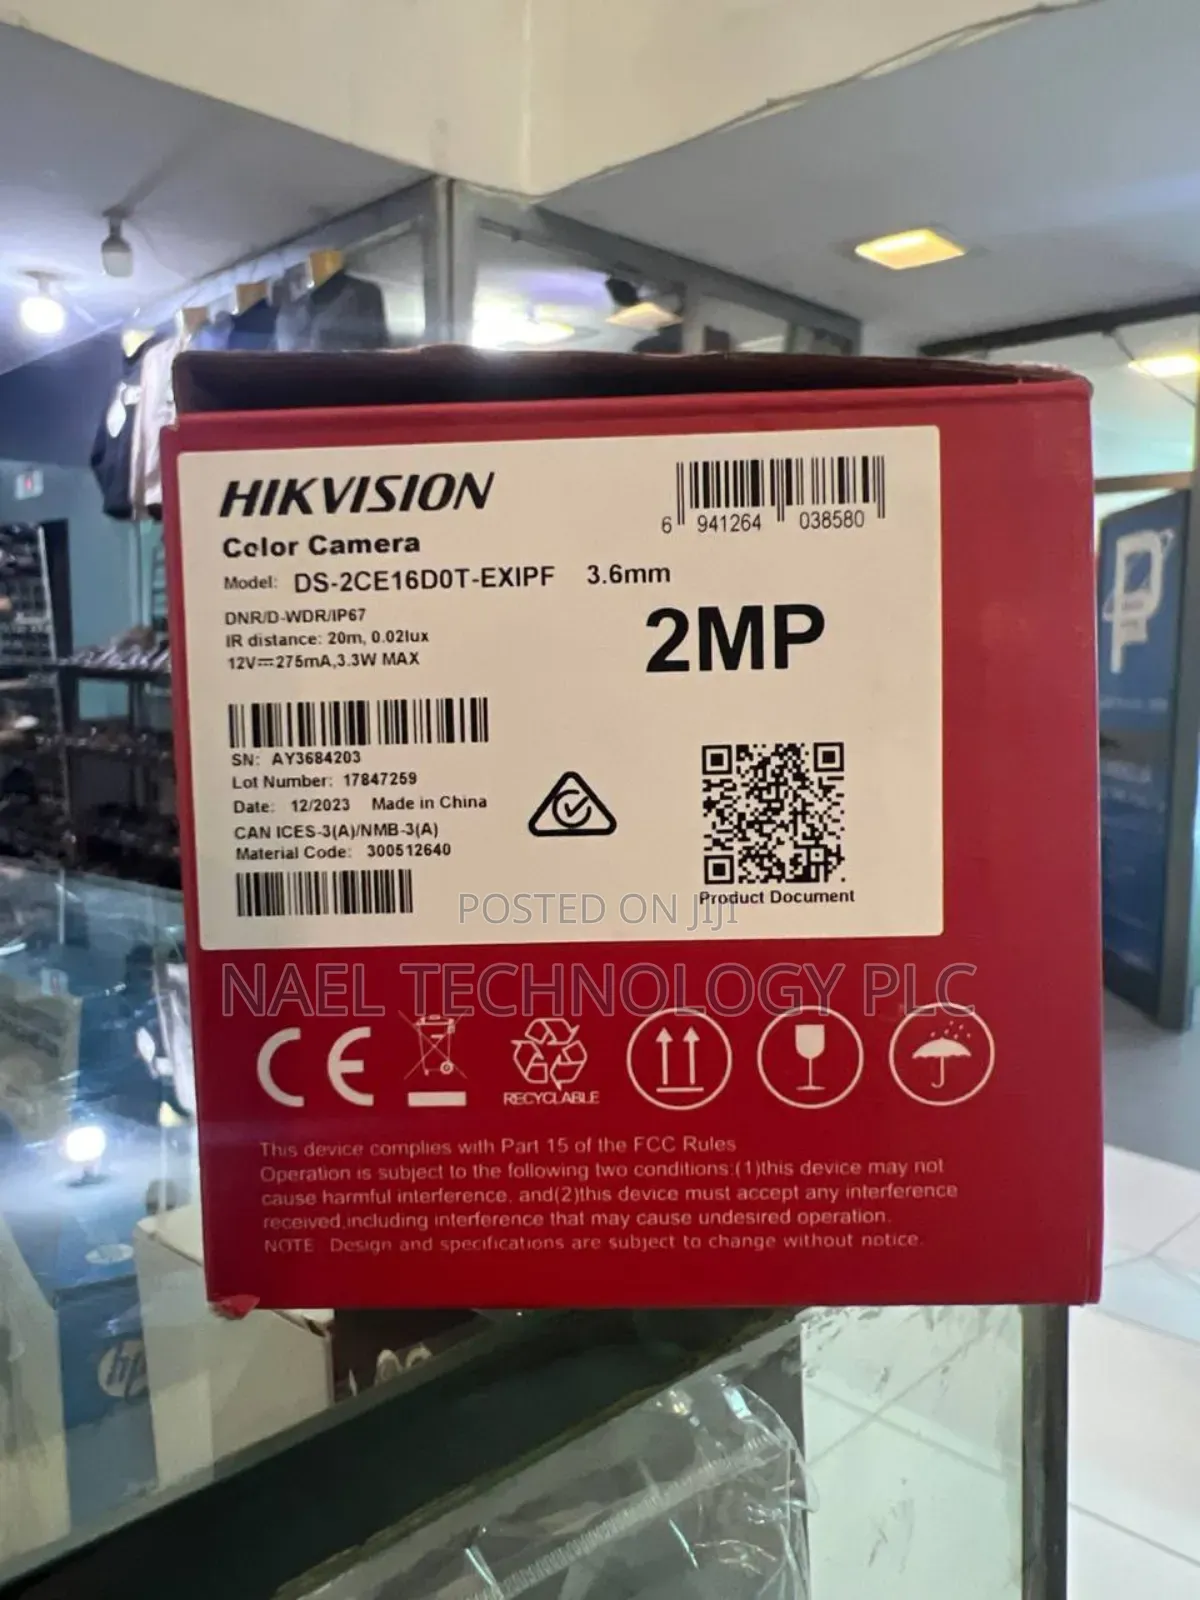 HIKVISION
Color Camera
Model: DS-2CE16D0T-EXIPF 3.6mm
DNR/D-WDR/IP67
IR distance: 20m, 0.02lux
12V⎓275mA,3.3W MAX
6 941264 038580
2MP
SN: AY3684203
Lot Number: 17847259
Date: 12/2023 Made in China
CAN ICES-3(A)/NMB-3(A)
Material Code: 300512640
Product Document
POSTED ON JIJI
NAEL TECHNOLOGY PLC
CE
RECYCLABLE
This device complies with Part 15 of the FCC Rules
Operation is subject to the following two conditions:(1)this device may not
cause harmful interference, and(2)this device must accept any interference
received,including interference that may cause undesired operation.
NOTE: Design and specifications are subject to change without notice.
hp